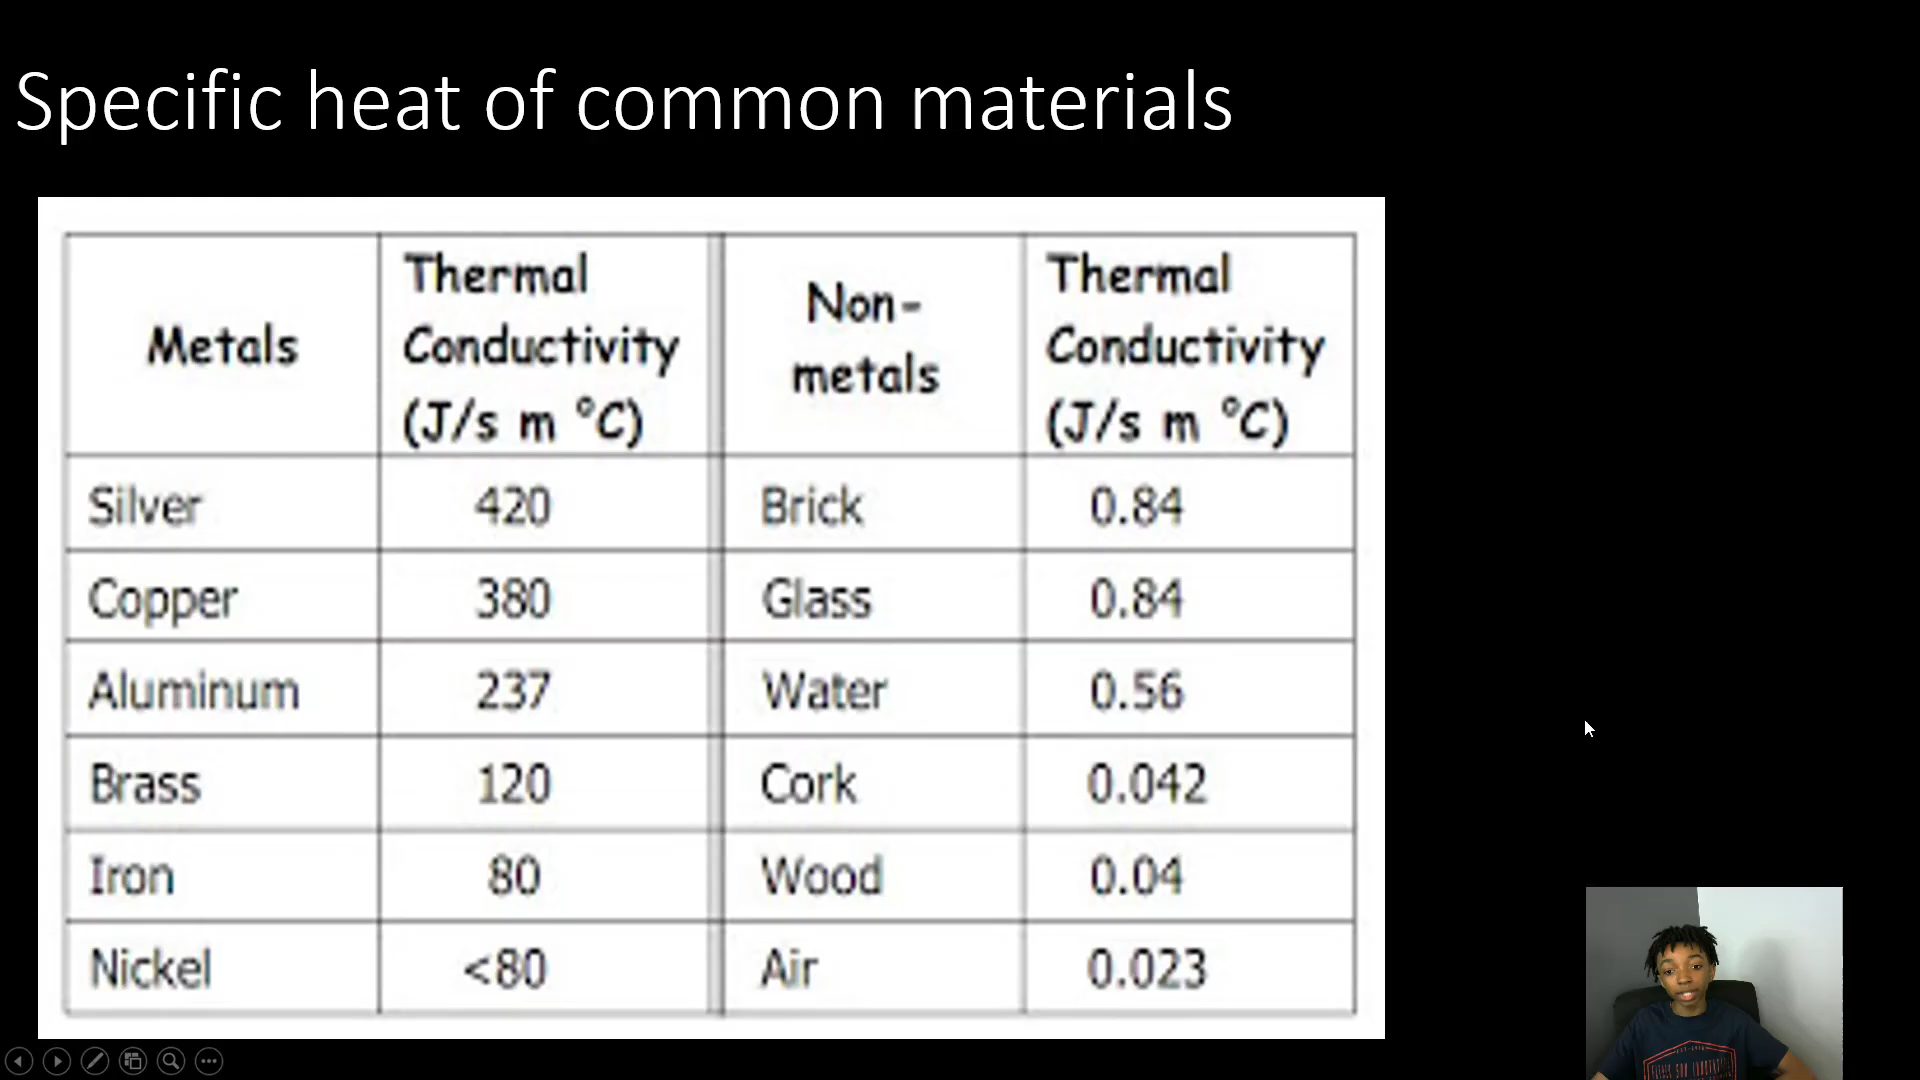 Specific heat of common materials
Metals
Thermal
Conductivity
(J/s m °C)
Non-
metals
Thermal
Conductivity
(J/s m °C)
Silver 420 Brick 0.84
Copper 380 Glass 0.84
Aluminum 237 Water 0.56
Brass 120 Cork 0.042
Iron 80 Wood 0.04
Nickel <80 Air 0.023